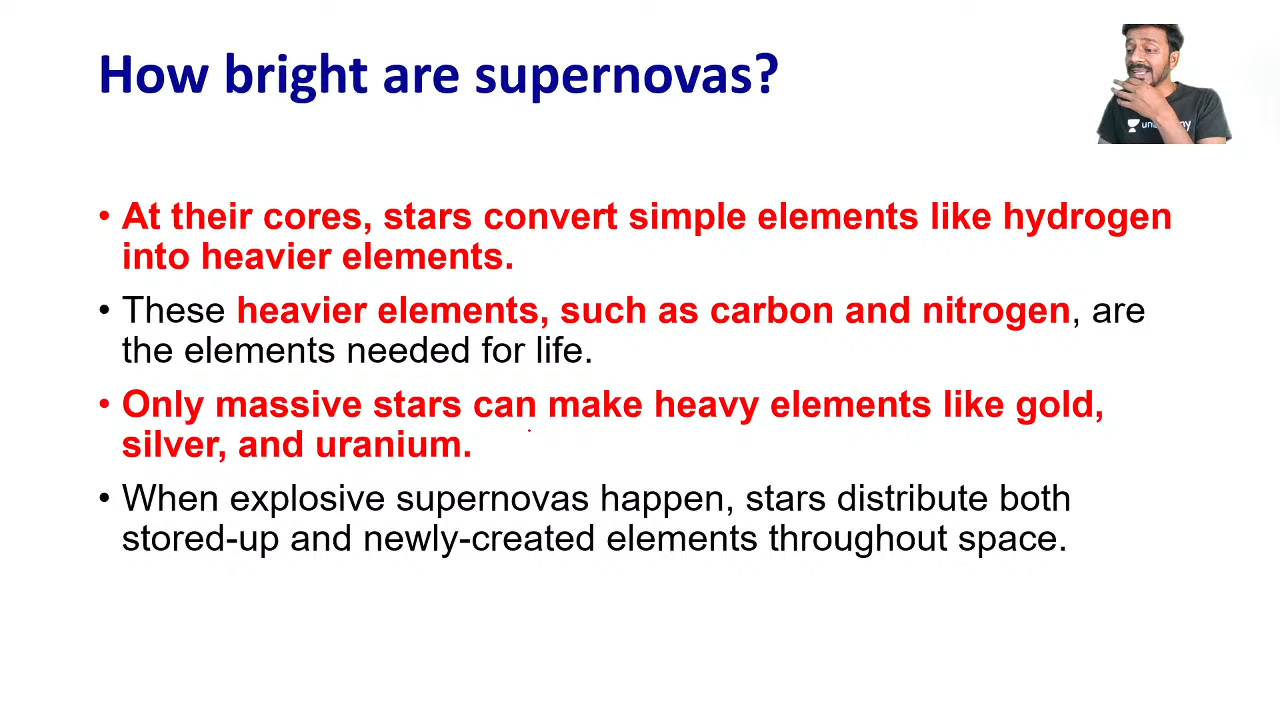 How bright are supernovas?
• At their cores, stars convert simple elements like hydrogen
into heavier elements.
• These heavier elements, such as carbon and nitrogen, are
the elements needed for life.
• Only massive stars can make heavy elements like gold,
silver, and uranium.
• When explosive supernovas happen, stars distribute both
stored-up and newly-created elements throughout space.